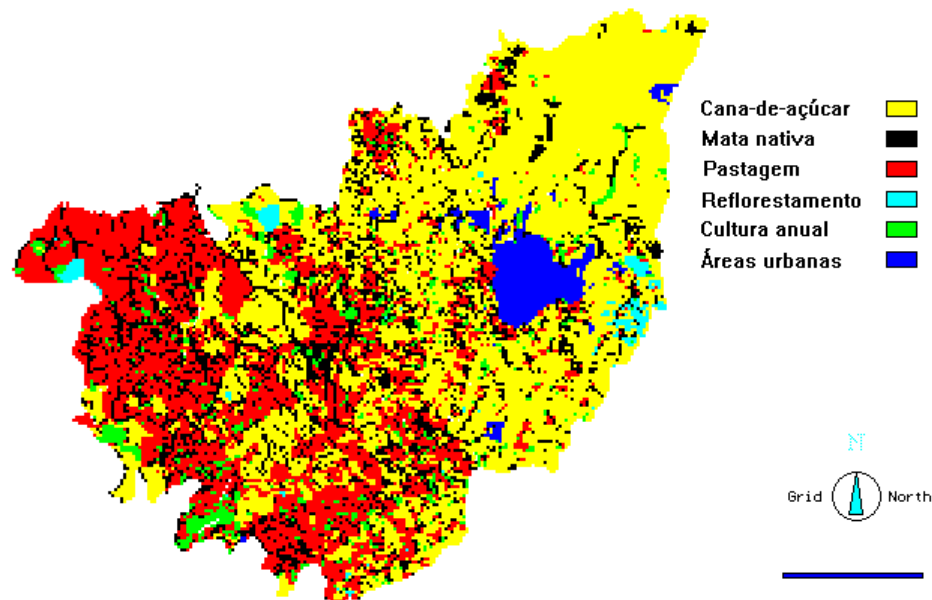 Cana-de-açúcar
Mata nativa
Pastagem
Reflorestamento
Cultura anual
Áreas urbanas
N
Grid North